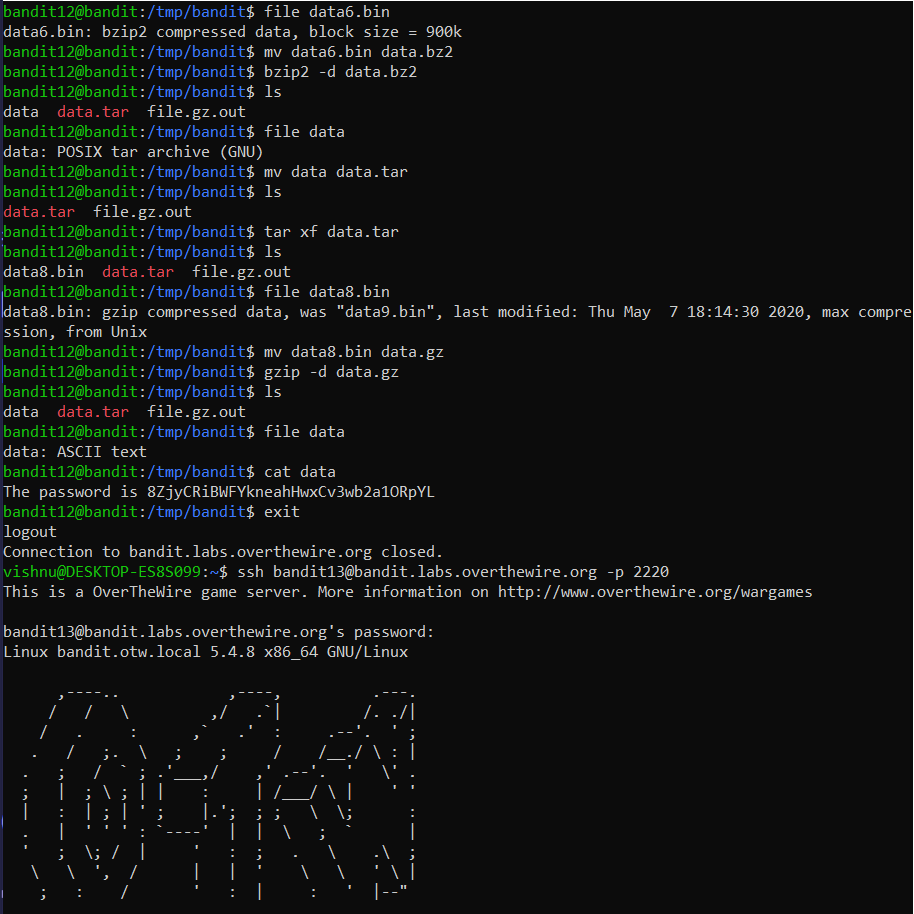 bandit12@bandit:/tmp/bandit$ file data6.bin
data6.bin: bzip2 compressed data, block size = 900k
bandit12@bandit:/tmp/bandit$ mv data6.bin data.bz2
bandit12@bandit:/tmp/bandit$ bzip2 -d data.bz2
bandit12@bandit:/tmp/bandit$ ls
data  data.tar  file.gz.out
bandit12@bandit:/tmp/bandit$ file data
data: POSIX tar archive (GNU)
bandit12@bandit:/tmp/bandit$ mv data data.tar
bandit12@bandit:/tmp/bandit$ ls
data.tar  file.gz.out
bandit12@bandit:/tmp/bandit$ tar xf data.tar
bandit12@bandit:/tmp/bandit$ ls
data8.bin  data.tar  file.gz.out
bandit12@bandit:/tmp/bandit$ file data8.bin
data8.bin: gzip compressed data, was "data9.bin", last modified: Thu May  7 18:14:30 2020, max compre
ssion, from Unix
bandit12@bandit:/tmp/bandit$ mv data8.bin data.gz
bandit12@bandit:/tmp/bandit$ gzip -d data.gz
bandit12@bandit:/tmp/bandit$ ls
data  data.tar  file.gz.out
bandit12@bandit:/tmp/bandit$ file data
data: ASCII text
bandit12@bandit:/tmp/bandit$ cat data
The password is 8ZjyCRiBWFYkneahHwxCv3wb2a1ORpYL
bandit12@bandit:/tmp/bandit$ exit
logout
Connection to bandit.labs.overthewire.org closed.
vishnu@DESKTOP-ES8S099:~$ ssh bandit13@bandit.labs.overthewire.org -p 2220
This is a OverTheWire game server. More information on http://www.overthewire.org/wargames
bandit13@bandit.labs.overthewire.org's password:
Linux bandit.otw.local 5.4.8 x86_64 GNU/Linux